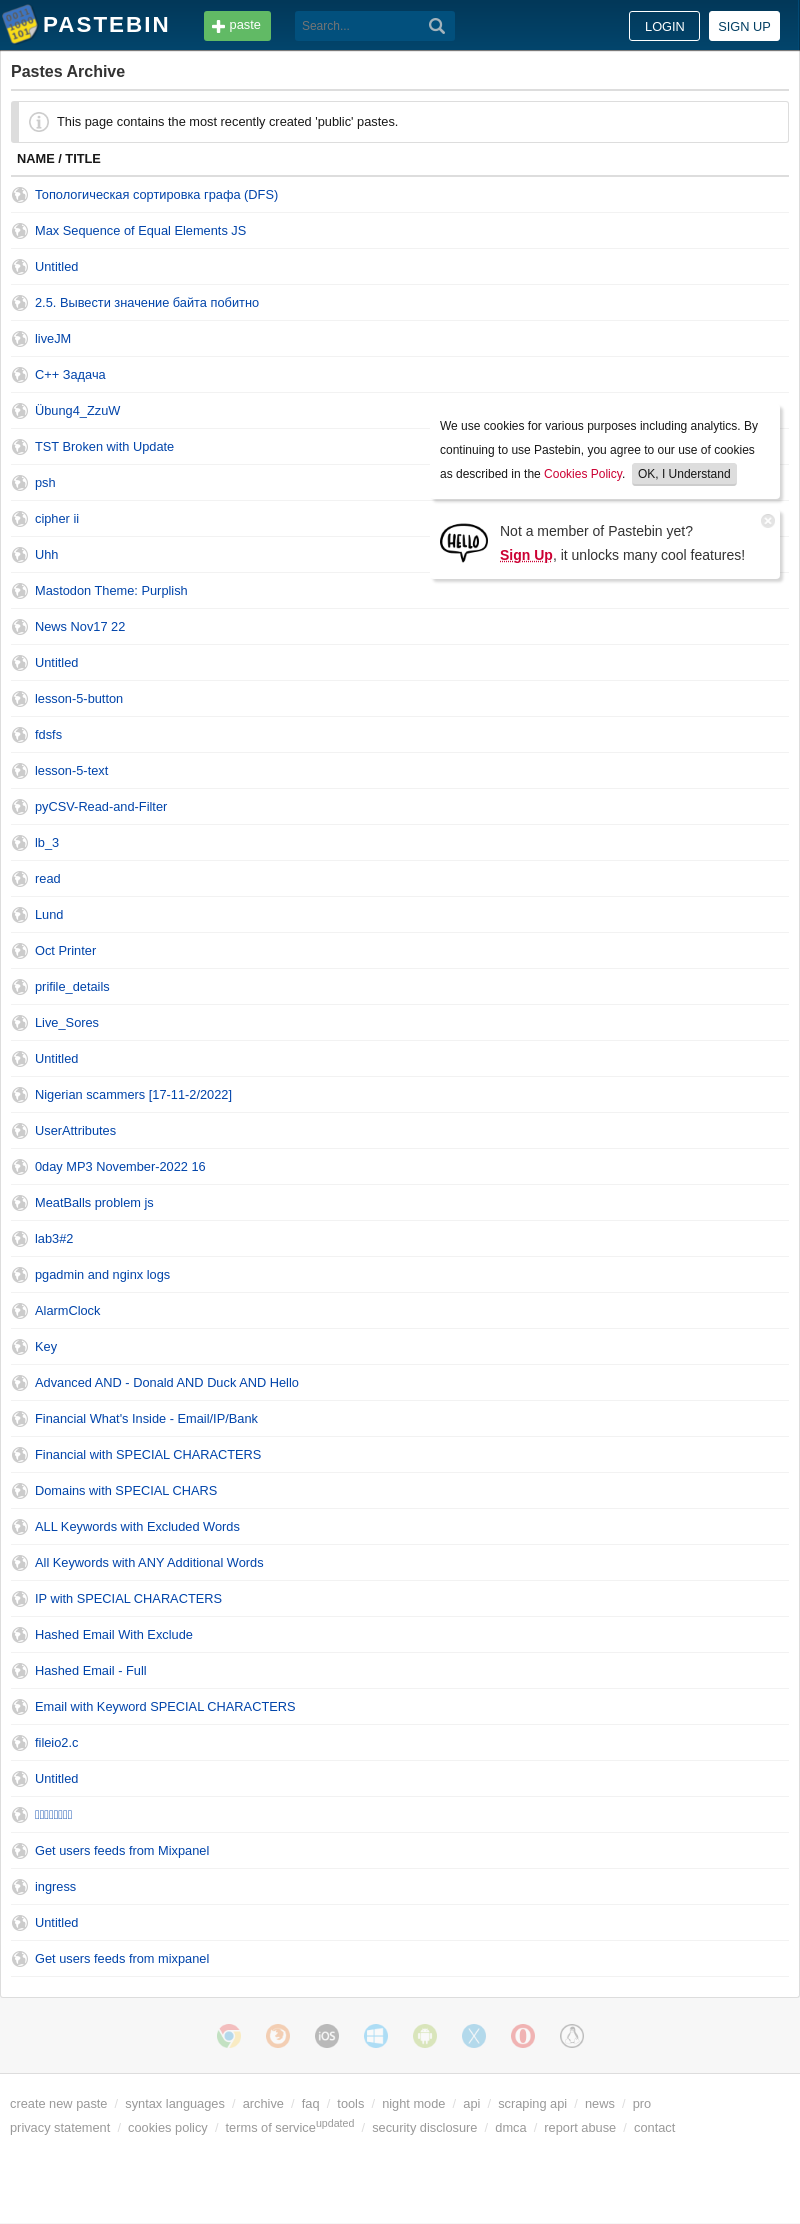 PASTEBIN
paste
Search...
LOGIN
SIGN UP
Pastes Archive
This page contains the most recently created 'public' pastes.
NAME / TITLE
Топологическая сортировка графа (DFS)
Max Sequence of Equal Elements JS
Untitled
2.5. Вывести значение байта побитно
liveJM
C++ Задача
Übung4_ZzuW
TST Broken with Update
psh
cipher ii
Uhh
We use cookies for various purposes including analytics. By
continuing to use Pastebin, you agree to our use of cookies
as described in the Cookies Policy. OK, I Understand
HELLO
Not a member of Pastebin yet?
Sign Up, it unlocks many cool features!
Mastodon Theme: Purplish
News Nov17 22
Untitled
lesson-5-button
fdsfs
lesson-5-text
pyCSV-Read-and-Filter
lb_3
read
Lund
Oct Printer
prifile_details
Live_Sores
Untitled
Nigerian scammers [17-11-2/2022]
UserAttributes
0day MP3 November-2022 16
MeatBalls problem js
lab3#2
pgadmin and nginx logs
AlarmClock
Key
Advanced AND - Donald AND Duck AND Hello
Financial What's Inside - Email/IP/Bank
Financial with SPECIAL CHARACTERS
Domains with SPECIAL CHARS
ALL Keywords with Excluded Words
All Keywords with ANY Additional Words
IP with SPECIAL CHARACTERS
Hashed Email With Exclude
Hashed Email - Full
Email with Keyword SPECIAL CHARACTERS
fileio2.c
Untitled
Get users feeds from Mixpanel
ingress
Untitled
Get users feeds from mixpanel
iOS
create new paste / syntax languages / archive / faq / tools / night mode / api / scraping api / news / pro
privacy statement / cookies policy / terms of service updated / security disclosure / dmca / report abuse / contact